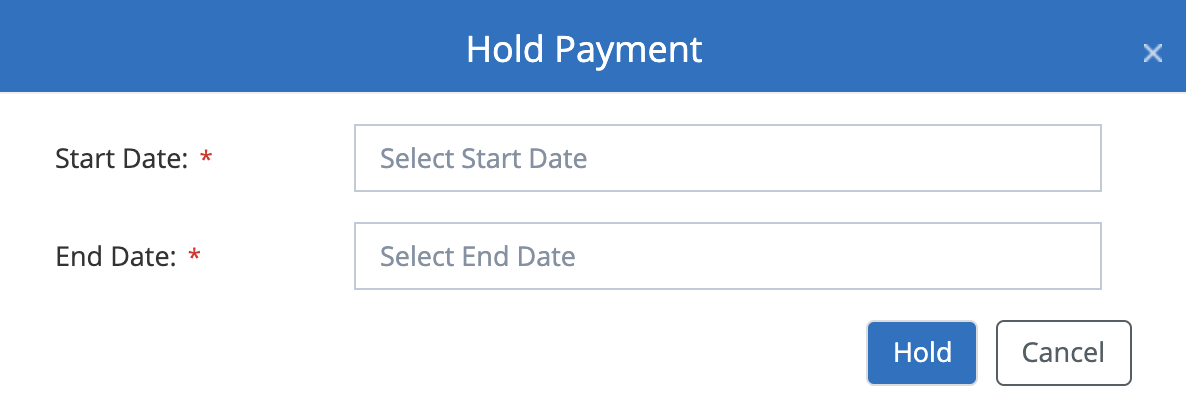 Hold Payment
×
Start Date: *
Select Start Date
End Date: *
Select End Date
Hold
Cancel